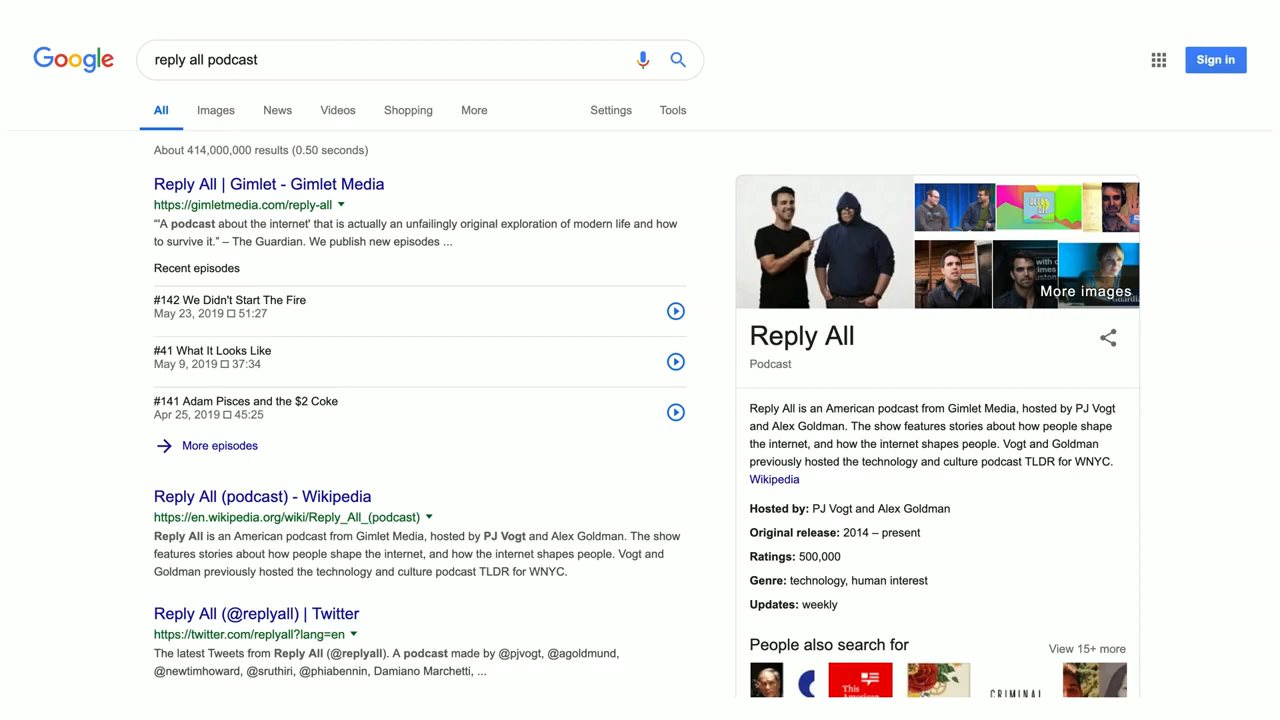 Google
reply all podcast
Sign in
All Images News Videos Shopping More Settings Tools
About 414,000,000 results (0.50 seconds)
Reply All | Gimlet - Gimlet Media
https://gimletmedia.com/reply-all
"'A podcast about the internet' that is actually an unfailingly original exploration of modern life and how
to survive it." – The Guardian. We publish new episodes ...
Recent episodes
#142 We Didn't Start The Fire
May 23, 2019 □ 51:27
#41 What It Looks Like
May 9, 2019 □ 37:34
#141 Adam Pisces and the $2 Coke
Apr 25, 2019 □ 45:25
More episodes
Reply All (podcast) - Wikipedia
https://en.wikipedia.org/wiki/Reply_All_(podcast)
Reply All is an American podcast from Gimlet Media, hosted by PJ Vogt and Alex Goldman. The show
features stories about how people shape the internet, and how the internet shapes people. Vogt and
Goldman previously hosted the technology and culture podcast TLDR for WNYC.
Reply All (@replyall) | Twitter
https://twitter.com/replyall?lang=en
The latest Tweets from Reply All (@replyall). A podcast made by @pjvogt, @agoldmund,
@newtimhoward, @sruthiri, @phiabennin, Damiano Marchetti, ...
More images
Reply All
Podcast
Reply All is an American podcast from Gimlet Media, hosted by PJ Vogt
and Alex Goldman. The show features stories about how people shape
the internet, and how the internet shapes people. Vogt and Goldman
previously hosted the technology and culture podcast TLDR for WNYC.
Wikipedia
Hosted by: PJ Vogt and Alex Goldman
Original release: 2014 – present
Ratings: 500,000
Genre: technology, human interest
Updates: weekly
People also search for
View 15+ more
This
American
CRIMINAL